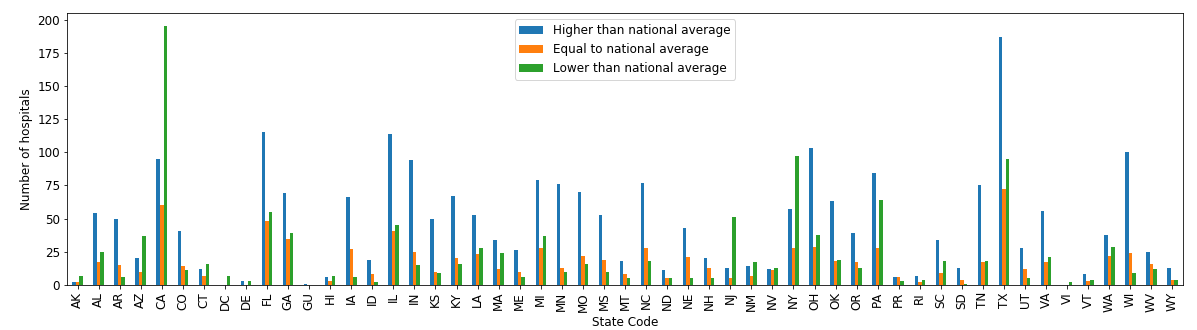 Number of hospitals
200
175
150
125
100
75
50
25
0
Higher than national average
Equal to national average
Lower than national average
AK AL AR AZ CA CO CT DC DE FL GA GU HI IA ID IL IN KS KY LA MA ME MI MN MO MS MT NC ND NE NH NJ NM NV NY OH OK OR PA PR RI SC SD TN TX UT VA VI VT WA WI WV WY
State Code